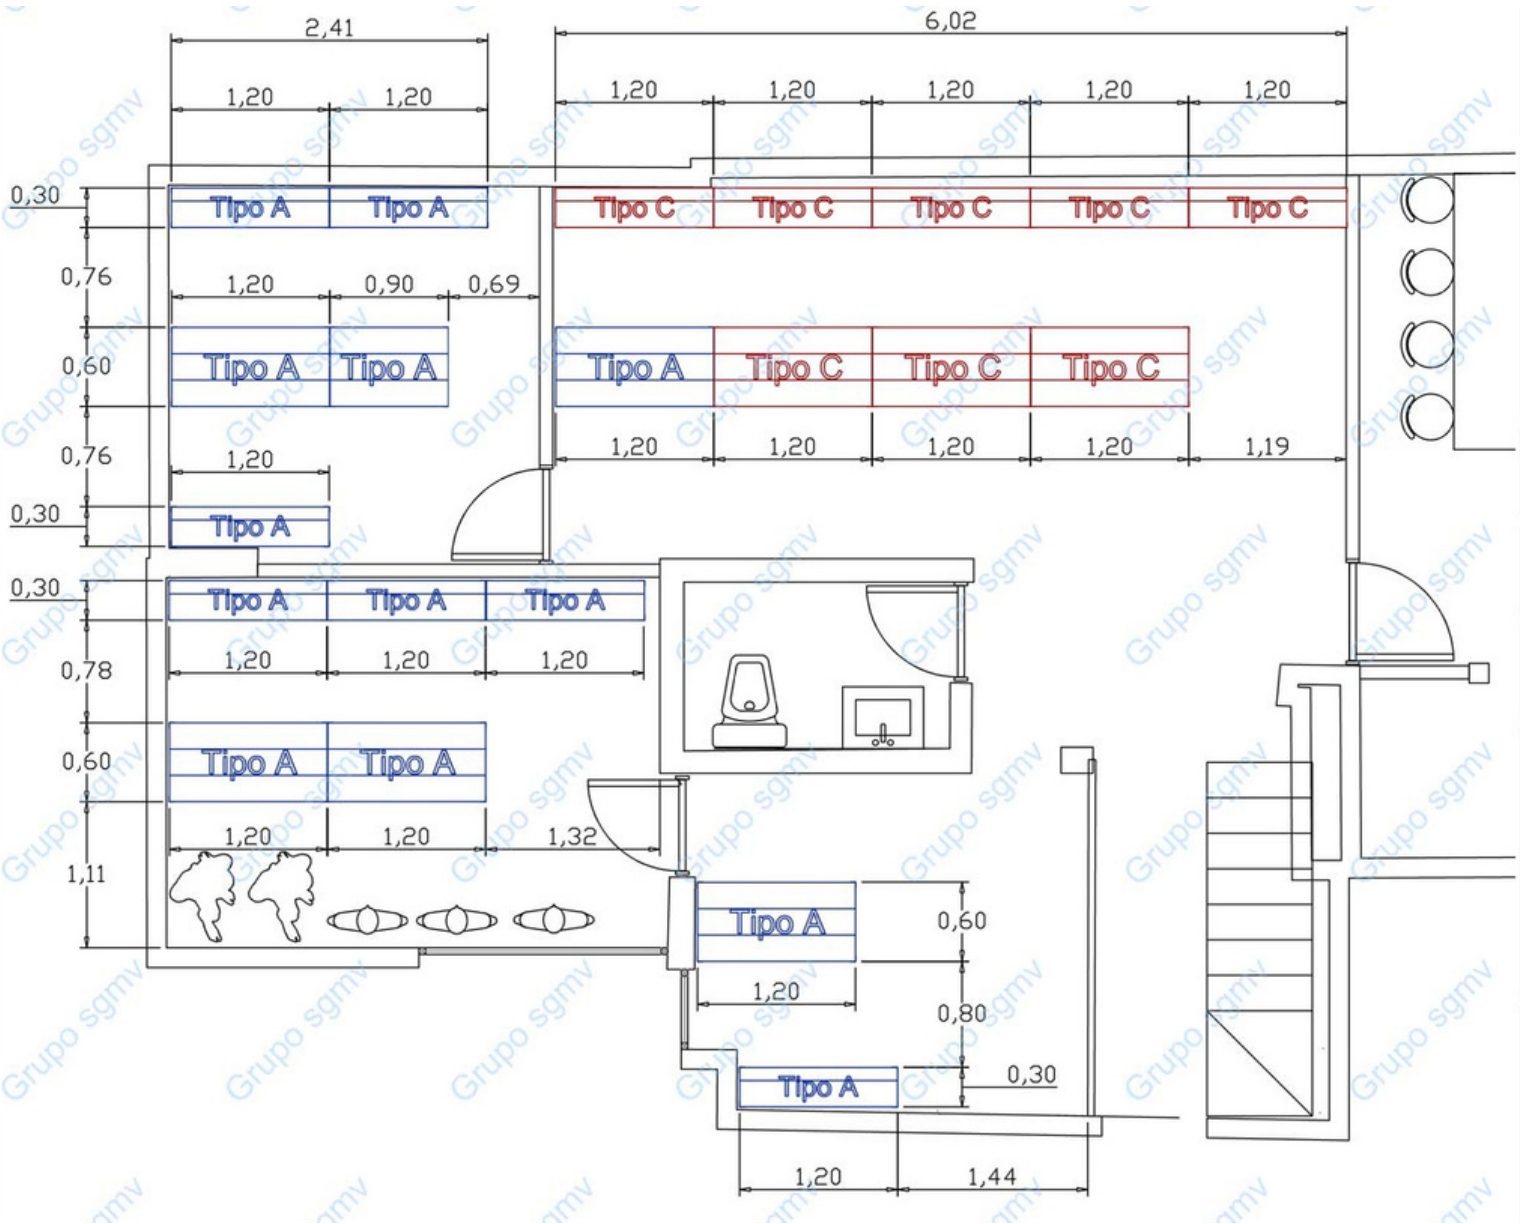 2,41 6,02
1,20 1,20 1,20 1,20 1,20 1,20 1,20
0,30 Tipo A Tipo A Tipo C Tipo C Tipo C Tipo C Tipo C
0,76 1,20 0,90 0,69
0,60 Tipo A Tipo A Tipo A Tipo C Tipo C Tipo C
0,76 1,20 1,20 1,20 1,20 1,20 1,19
0,30 Tipo A
0,30 Tipo A Tipo A Tipo A
0,78 1,20 1,20 1,20
0,60 Tipo A Tipo A
1,20 1,20 1,32
1,11
Tipo A 0,60
1,20 0,80
Tipo A 0,30
1,20 1,44
Grupo sgmv